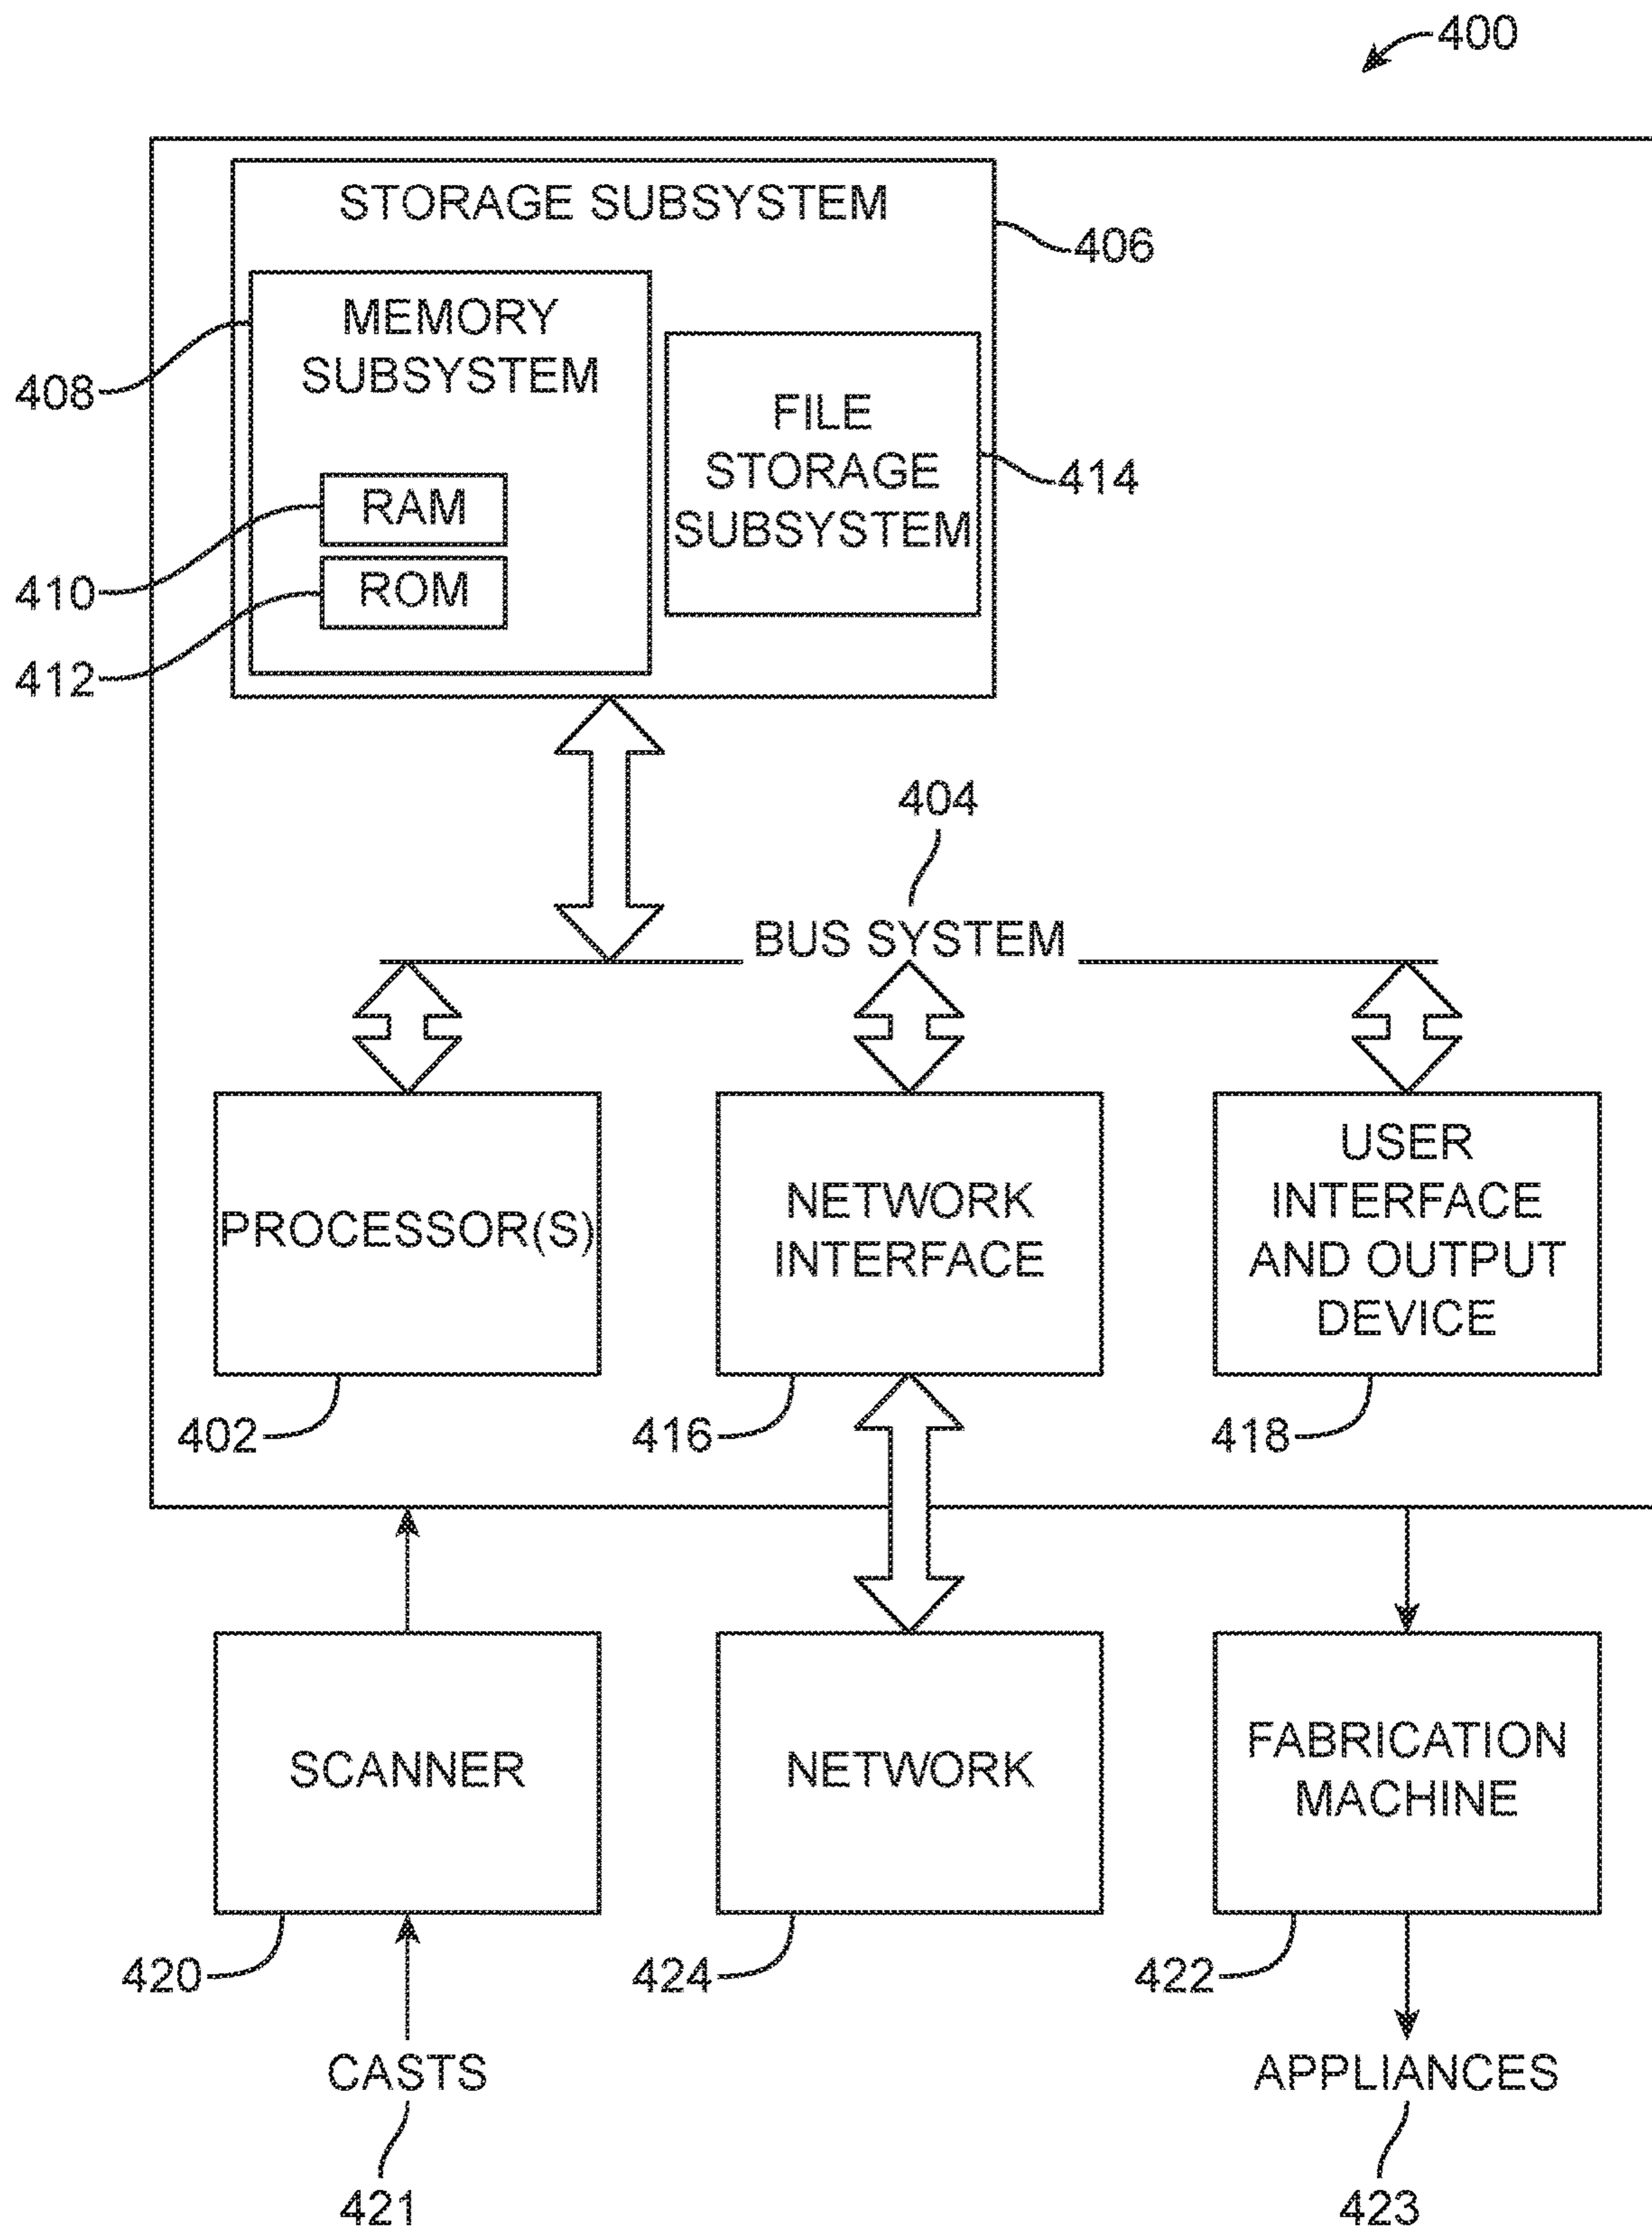 400
STORAGE SUBSYSTEM
406
MEMORY
SUBSYSTEM
408
FILE
STORAGE
SUBSYSTEM
414
RAM
410
ROM
412
404
BUS SYSTEM
PROCESSOR(S)
402
NETWORK
INTERFACE
416
USER
INTERFACE
AND OUTPUT
DEVICE
418
SCANNER
420
NETWORK
424
FABRICATION
MACHINE
422
CASTS
421
APPLIANCES
423